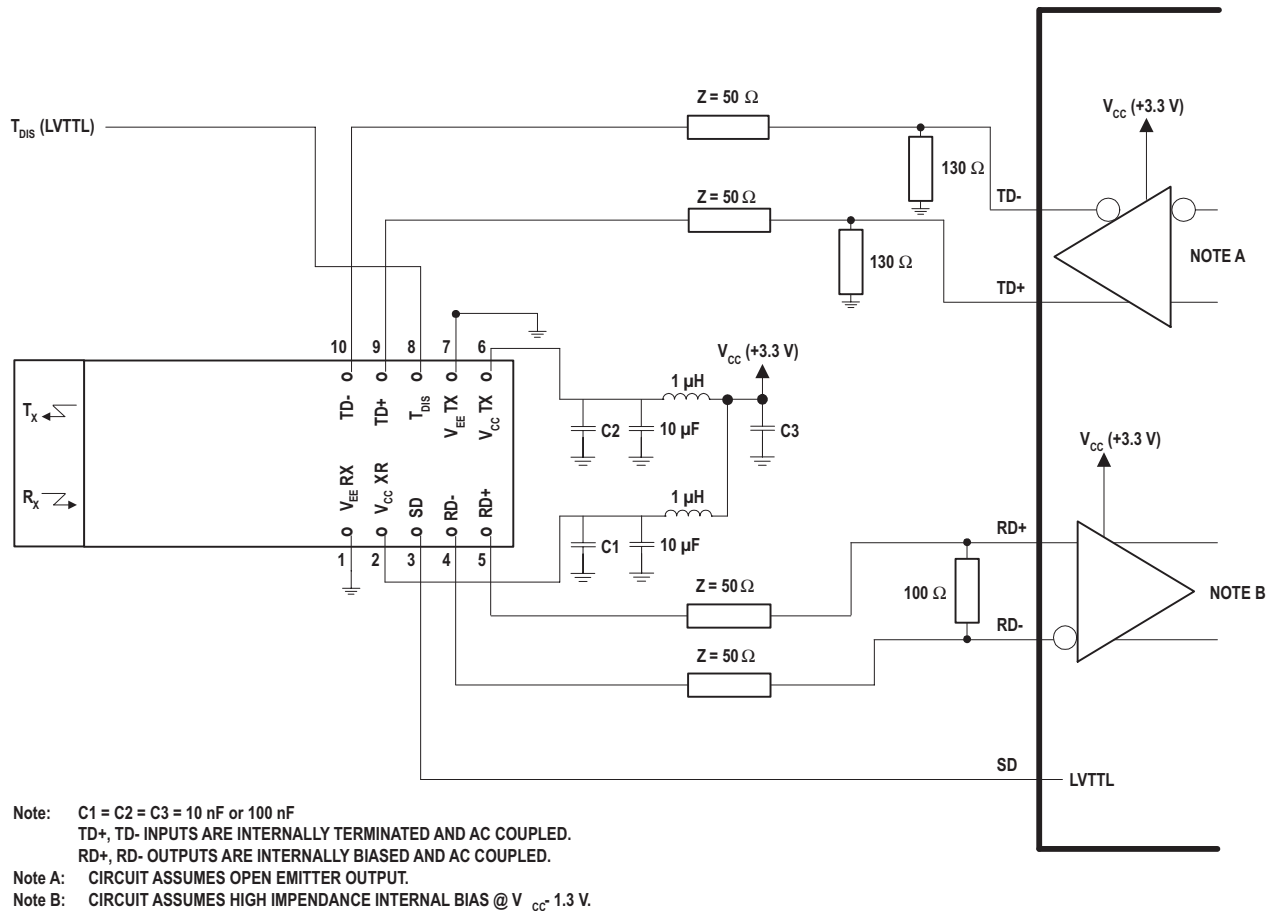 Z = 50 Ω
V_CC (+3.3 V)
T_DIS (LVTTL)
130 Ω
TD-
Z = 50 Ω
NOTE A
130 Ω
TD+
10
9
8
7
6
V_CC (+3.3 V)
1 µH
T_X
TD-
TD+
T_DIS
V_EE TX
V_CC TX
C2
10 µF
C3
V_CC (+3.3 V)
R_X
V_EE RX
V_CC XR
SD
RD-
RD+
1 µH
RD+
C1
10 µF
1
2
3
4
5
Z = 50 Ω
100 Ω
NOTE B
RD-
Z = 50 Ω
SD
LVTTL
Note: C1 = C2 = C3 = 10 nF or 100 nF
TD+, TD- INPUTS ARE INTERNALLY TERMINATED AND AC COUPLED.
RD+, RD- OUTPUTS ARE INTERNALLY BIASED AND AC COUPLED.
Note A: CIRCUIT ASSUMES OPEN EMITTER OUTPUT.
Note B: CIRCUIT ASSUMES HIGH IMPENDANCE INTERNAL BIAS @ V_CC- 1.3 V.